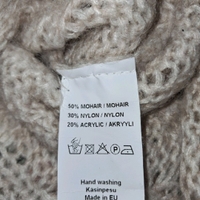 50% MOHAIR / MOHAIR
30% NYLON / NYLON
20% ACRYLIC / AKRYYLI
Hand washing
Käsinpesu
Made in EU